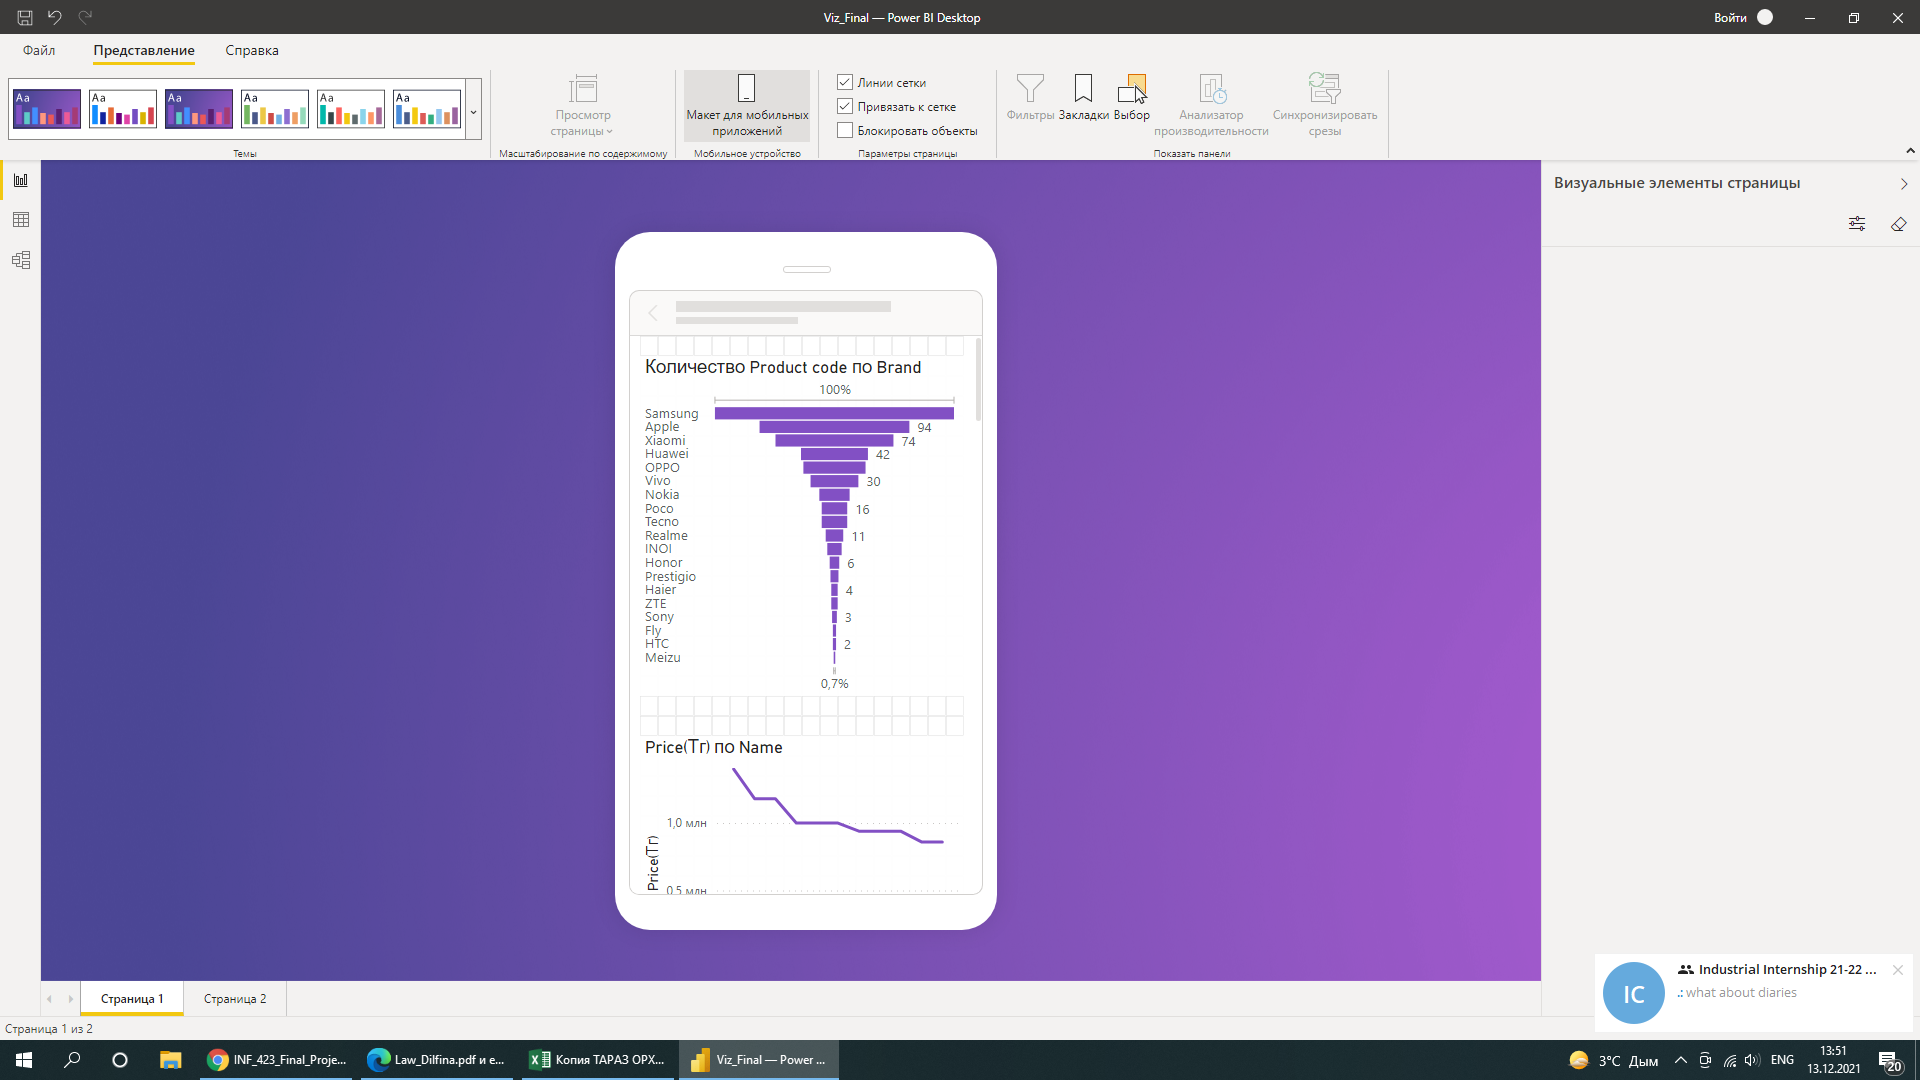 Viz_Final — Power BI Desktop
Войти
Файл
Представление
Справка
Aa
Aa
Aa
Aa
Aa
Aa
Темы
Просмотр
страницы
Масштабирование по содержимому
Макет для мобильных
приложений
Мобильное устройство
Линии сетки
Привязать к сетке
Блокировать объекты
Параметры страницы
Фильтры
Закладки
Выбор
Анализатор
производительности
Синхронизировать
срезы
Показать панели
Визуальные элементы страницы
Количество Product code по Brand
100%
Samsung
Apple 94
Xiaomi 74
Huawei 42
OPPO
Vivo 30
Nokia
Poco 16
Tecno
Realme 11
INOI
Honor 6
Prestigio
Haier 4
ZTE
Sony 3
Fly
HTC 2
Meizu
0,7%
Price(Тг) по Name
1,0 млн
Price(Тг)
0,5 млн
Industrial Internship 21-22 ...
IC
.: what about diaries
Страница 1
Страница 2
Страница 1 из 2
INF_423_Final_Proje...
Law_Dilfina.pdf и е...
Копия ТАРАЗ ОРХ...
Viz_Final — Power ...
3°C Дым
ENG
13:51
13.12.2021
20